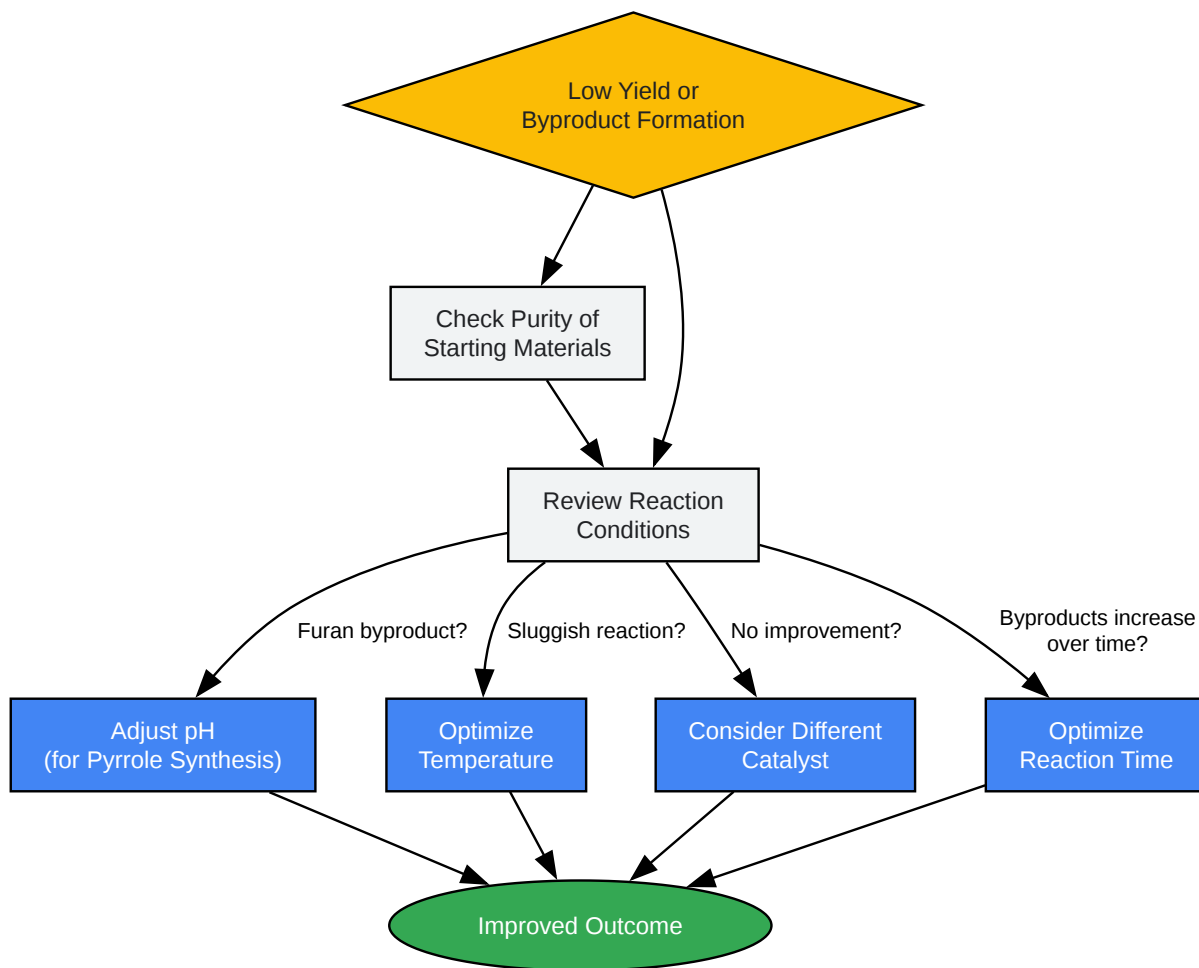 Low Yield or
Byproduct Formation
Check Purity of
Starting Materials
Review Reaction
Conditions
Furan byproduct?
Sluggish reaction?
No improvement?
Byproducts increase
over time?
Adjust pH
(for Pyrrole Synthesis)
Optimize
Temperature
Consider Different
Catalyst
Optimize
Reaction Time
Improved Outcome